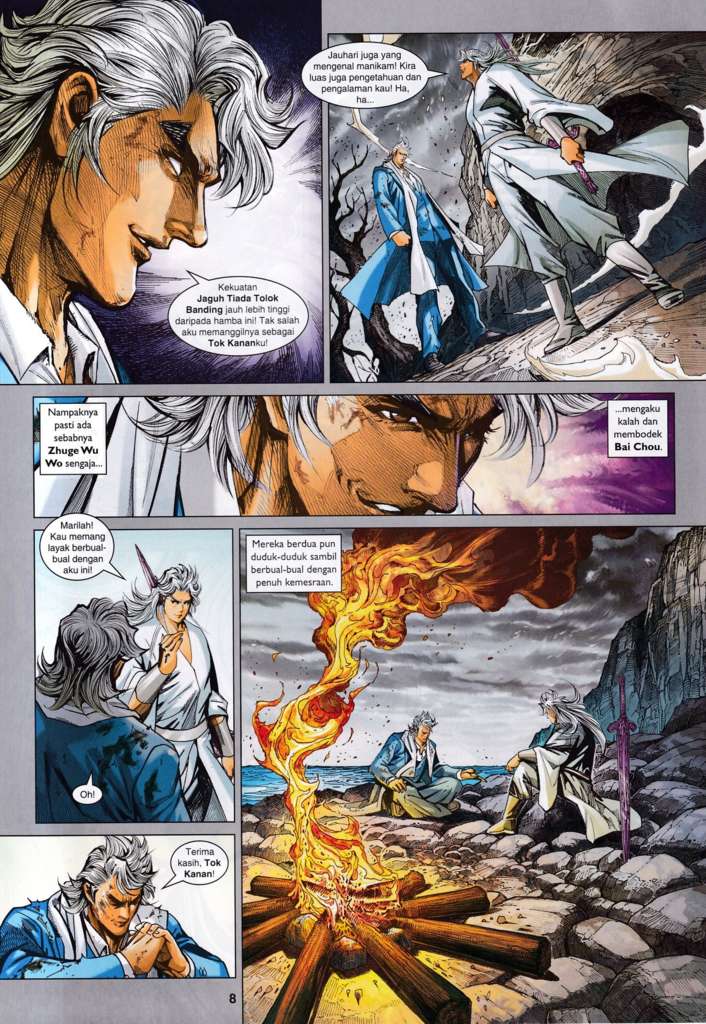 Kekuatan
Jaguh Tiada Tolok
Banding jauh lebih tinggi
daripada hamba ini! Tak salah
aku memanggilnya sebagai
Tok Kananku!
Jauhari juga yang
mengenal manikam! Kira
luas juga pengetahuan dan
pengalaman kau! Ha,
ha...
Nampaknya
pasti ada
sebabnya
Zhuge Wu
Wo sengaja...
...mengaku
kalah dan
membodek
Bai Chou.
Marilah!
Kau memang
layak berbual-
bual dengan
aku ini!
Oh!
Terima
kasih, Tok
Kanan!
Mereka berdua pun
duduk-duduk sambil
berbual-bual dengan
penuh kemesraan.
8